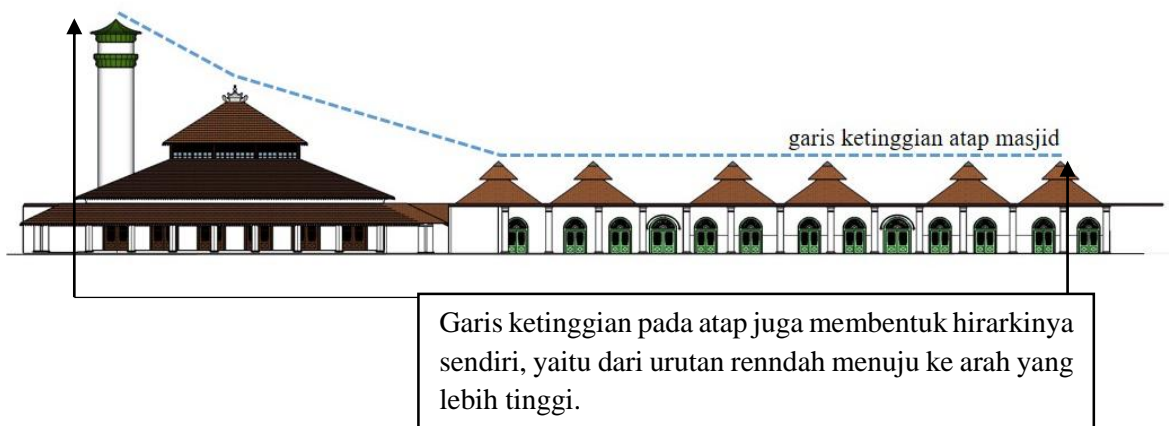 garis ketinggian atap masjid
Garis ketinggian pada atap juga membentuk hirarkinya
sendiri, yaitu dari urutan renndah menuju ke arah yang
lebih tinggi.